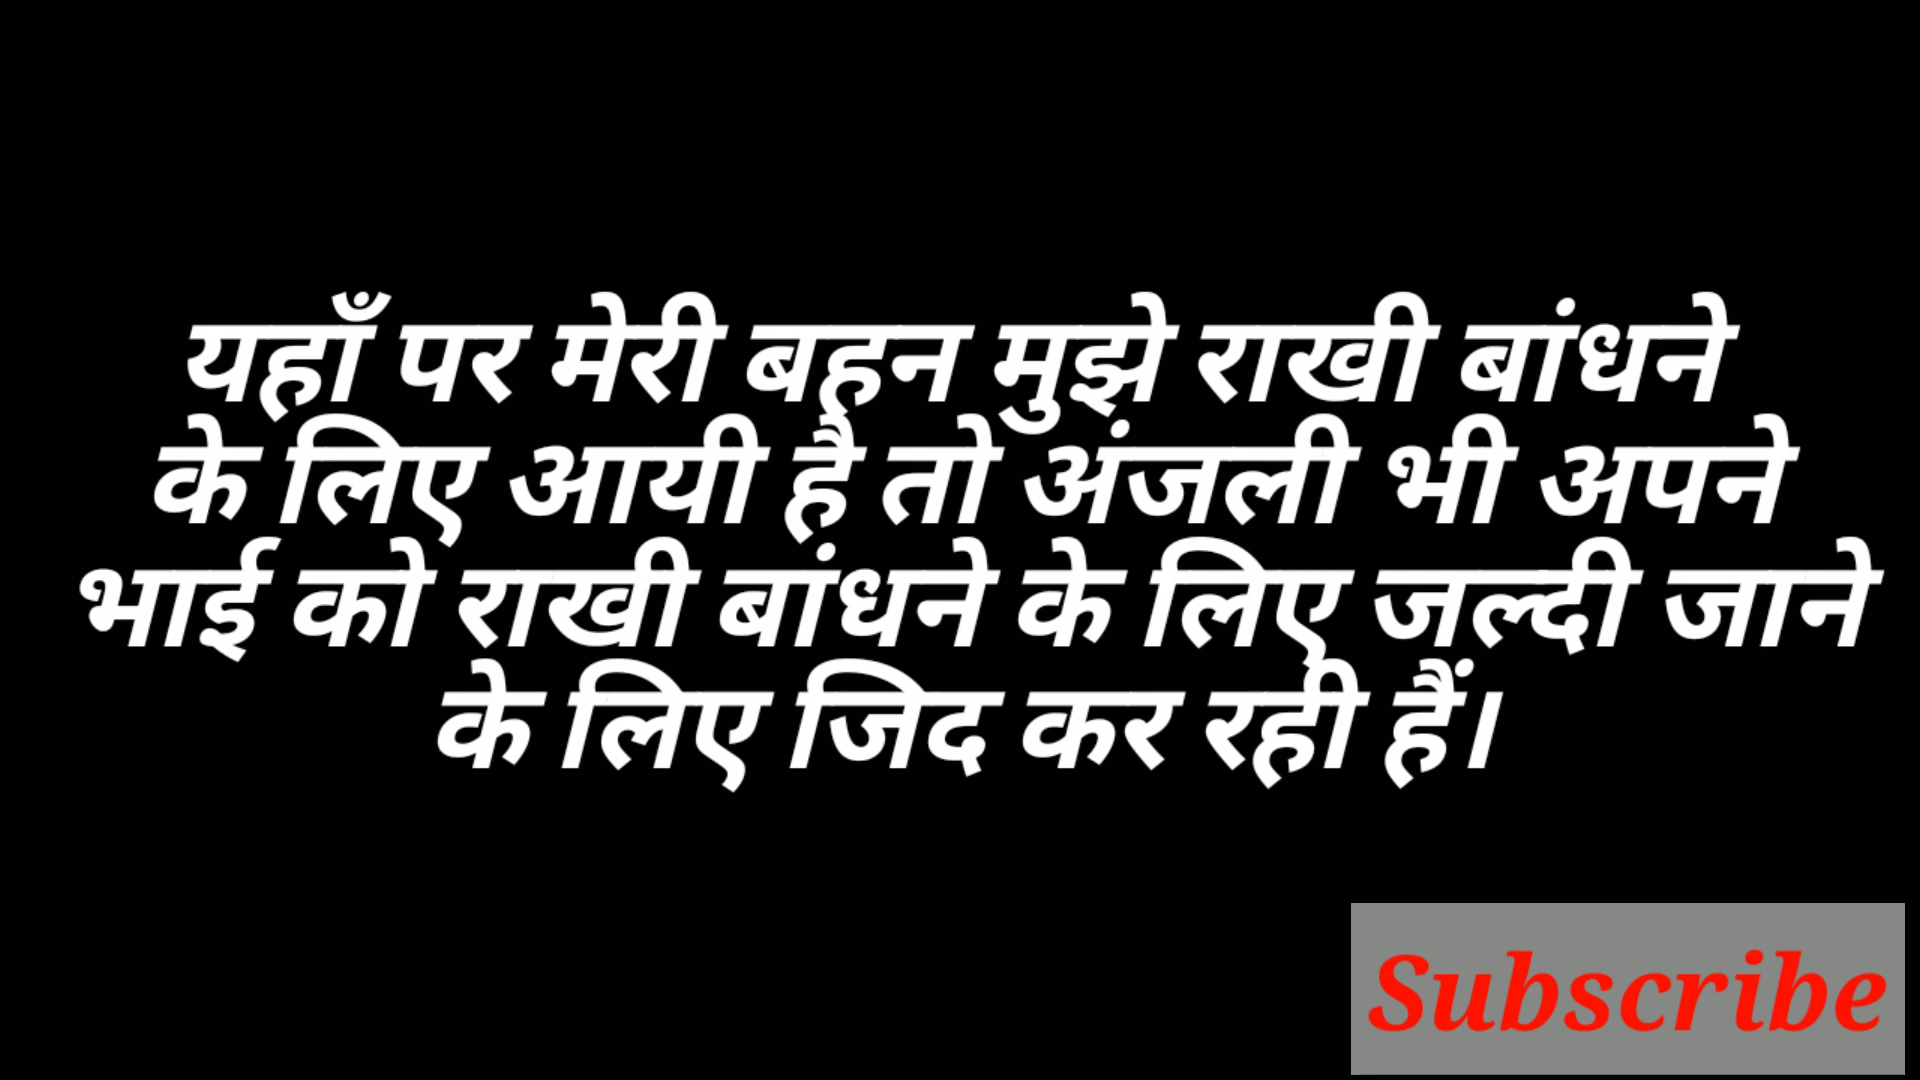 यहाँ पर मेरी बहन मुझे राखी बांधने
के लिए आयी है तो अंजली भी अपने
भाई को राखी बांधने के लिए जल्दी जाने
के लिए जिद कर रही हैं।
Subscribe